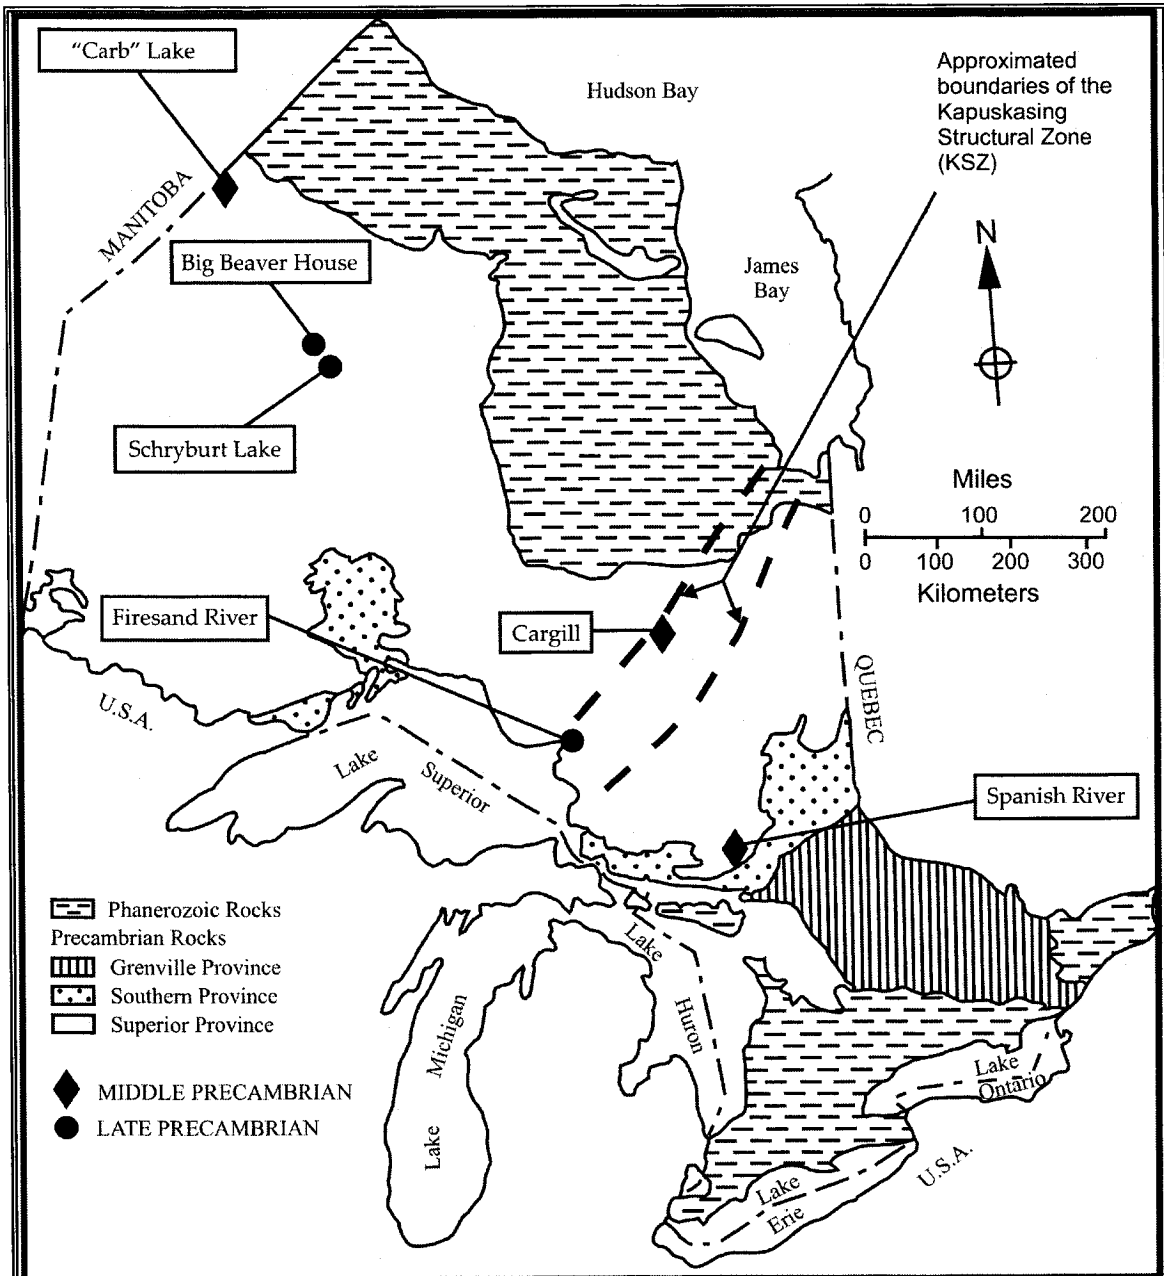 "Carb" Lake
Hudson Bay
Approximated
boundaries of the
Kapuskasing
Structural Zone
(KSZ)
MANITOBA
N
Big Beaver House
James
Bay
Schryburt Lake
Miles
0 100 200
0 100 200 300
Kilometers
Firesand River
Cargill
U.S.A.
QUEBEC
Lake
Superior
Spanish River
Phanerozoic Rocks
Precambrian Rocks
Grenville Province
Southern Province
Superior Province
Lake
Huron
Lake
Michigan
MIDDLE PRECAMBRIAN
LATE PRECAMBRIAN
Lake
Ontario
U.S.A.
Lake
Erie